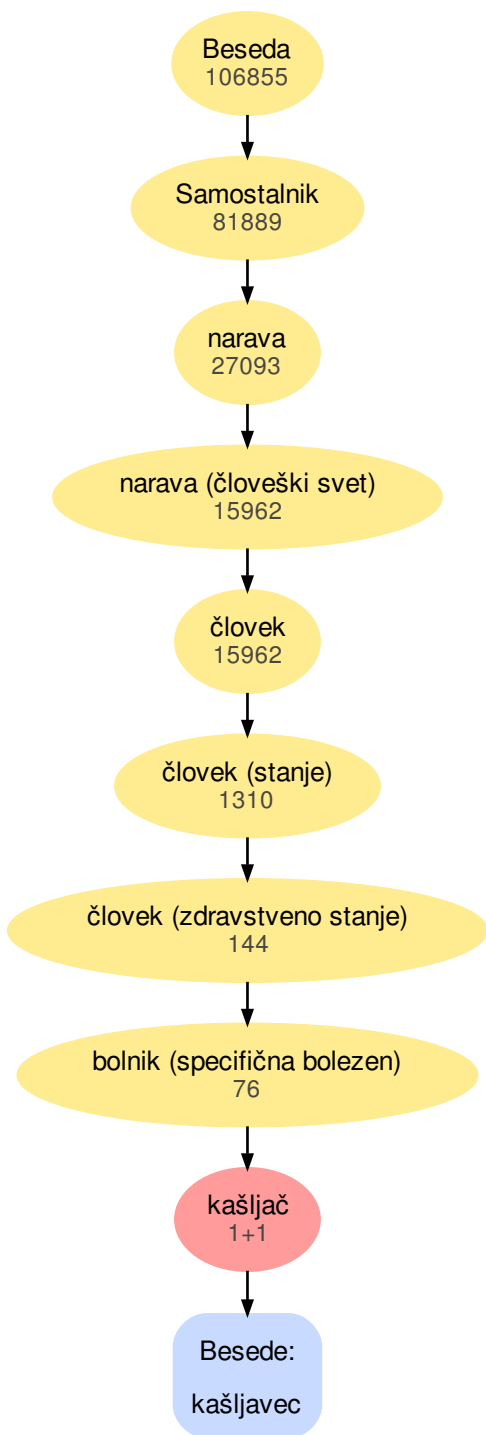 Beseda
106855
Samostalnik
81889
narava
27093
narava (človeški svet)
15962
človek
15962
človek (stanje)
1310
človek (zdravstveno stanje)
144
bolnik (specifična bolezen)
76
kašljač
1+1
Besede:
kašljavec